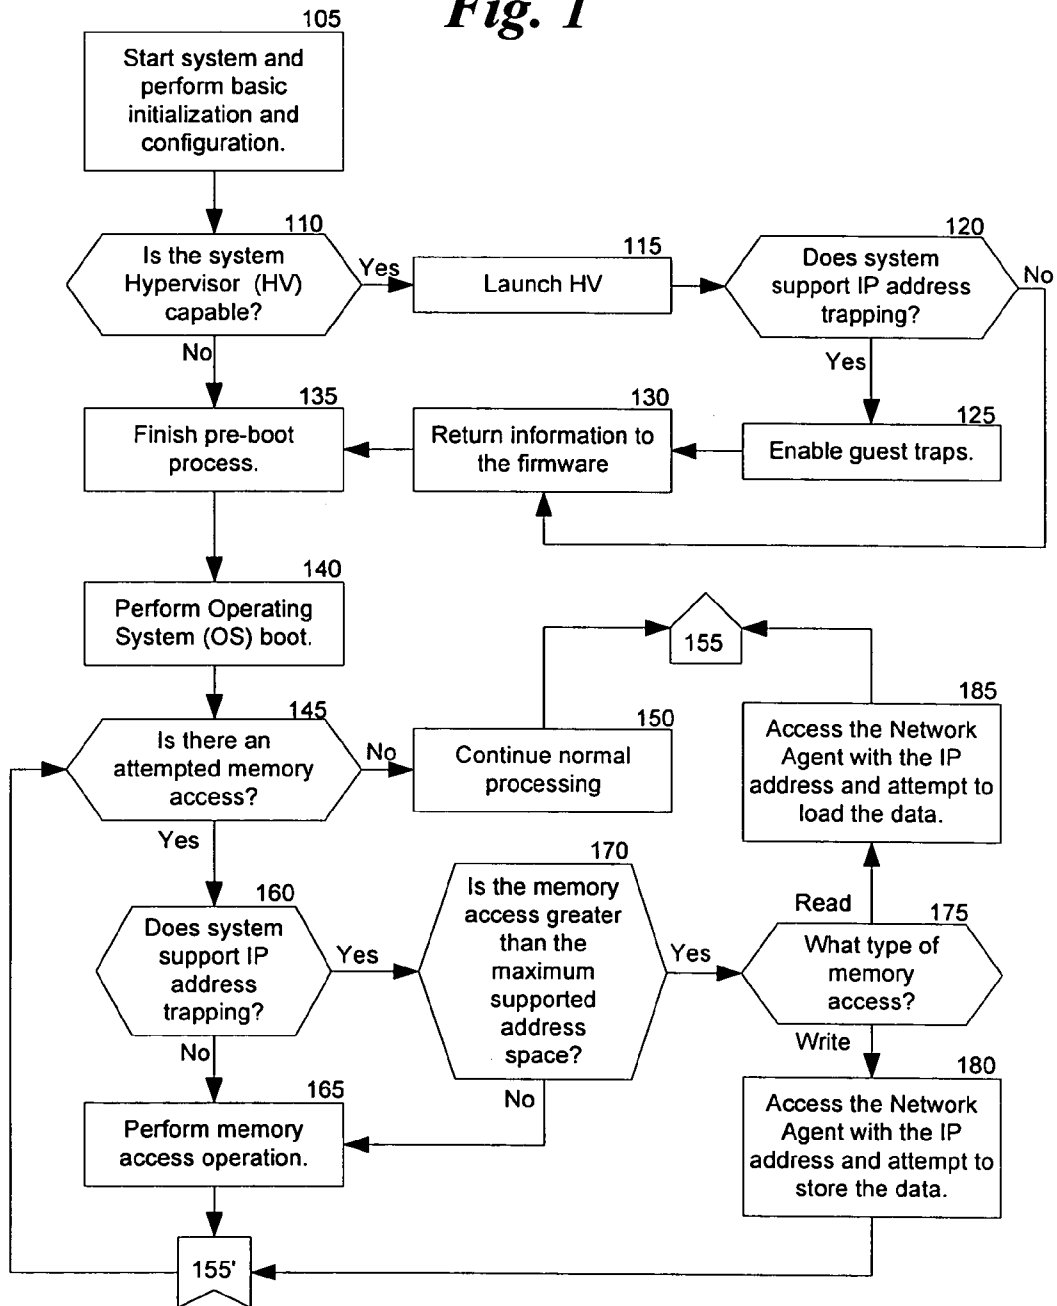 Fig. 1
105
Start system and
perform basic
initialization and
configuration.
110
Is the system
Hypervisor (HV)
capable?
Yes
115
Launch HV
120
Does system
support IP address
trapping?
No
No
Yes
135
Finish pre-boot
process.
130
Return information to
the firmware
125
Enable guest traps.
140
Perform Operating
System (OS) boot.
155
145
Is there an
attempted memory
access?
No
150
Continue normal
processing
185
Access the Network
Agent with the IP
address and attempt to
load the data.
Yes
160
Does system
support IP
address
trapping?
Yes
170
Is the memory
access greater
than the
maximum
supported
address
space?
Yes
Read
175
What type of
memory
access?
No
No
Write
165
Perform memory
access operation.
180
Access the Network
Agent with the IP
address and attempt to
store the data.
155'